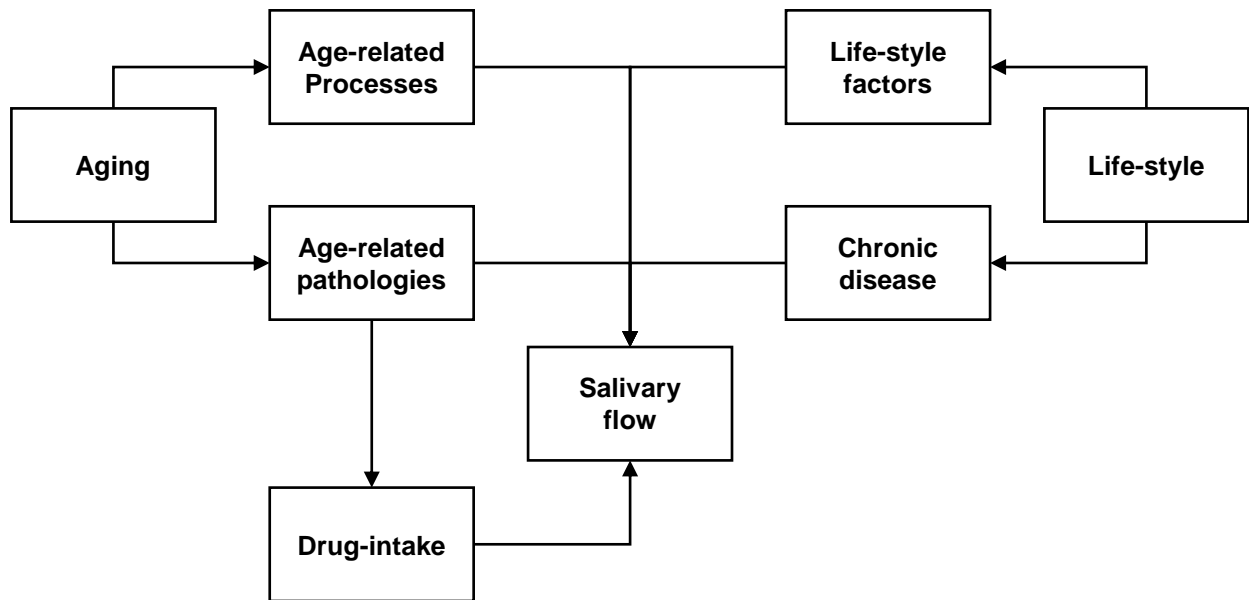 Age-related
Processes
Life-style
factors
Aging
Life-style
Age-related
pathologies
Chronic
disease
Salivary
flow
Drug-intake